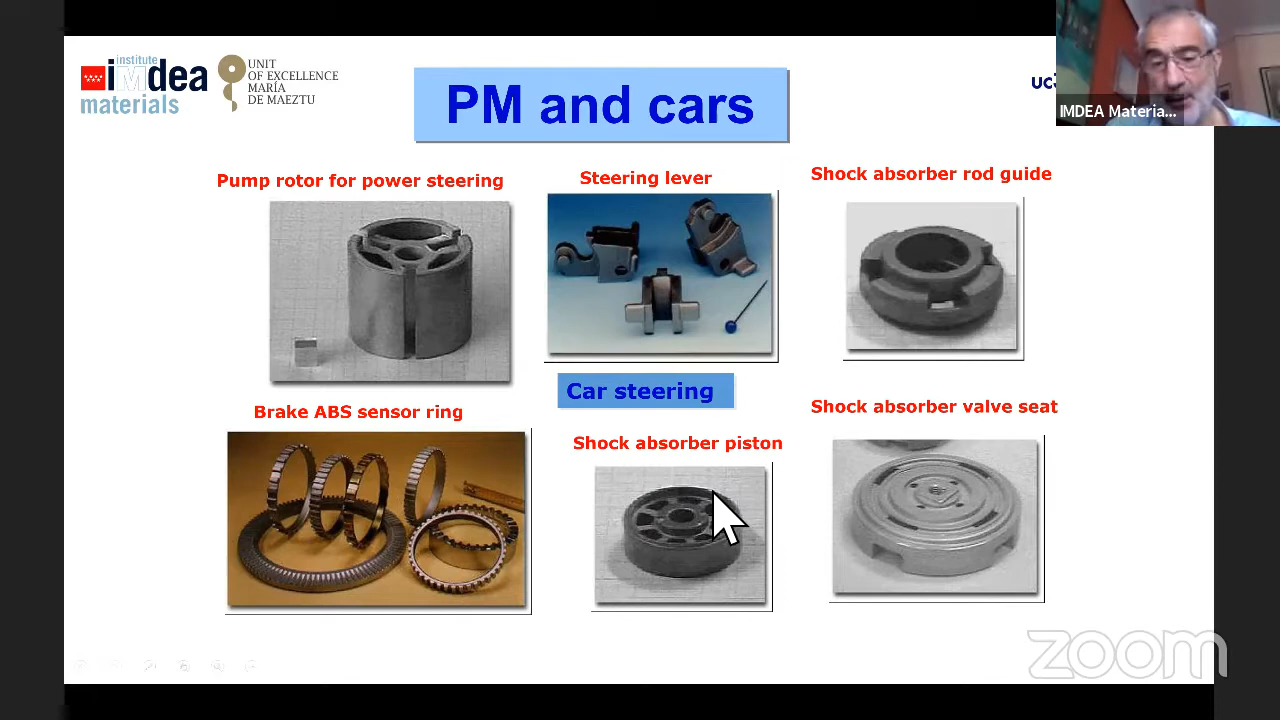 institute
imdea
materials
UNIT
OF EXCELLENCE
MARÍA
DE MAEZTU
PM and cars
IMDEA Materia...
Pump rotor for power steering
Steering lever
Shock absorber rod guide
Car steering
Brake ABS sensor ring
Shock absorber piston
Shock absorber valve seat
zoom